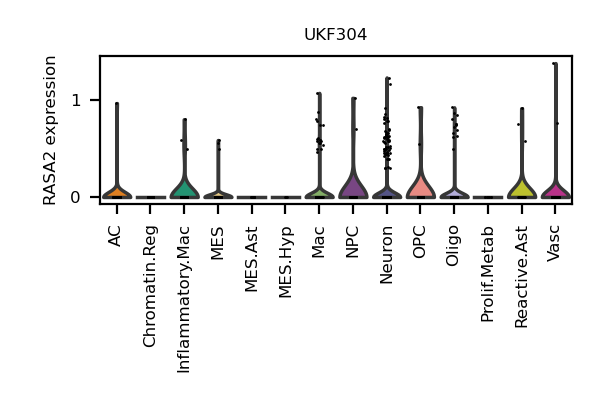 UKF304
RASA2 expression
1
0
AC
Chromatin.Reg
Inflammatory.Mac
MES
MES.Ast
MES.Hyp
Mac
NPC
Neuron
OPC
Oligo
Prolif.Metab
Reactive.Ast
Vasc